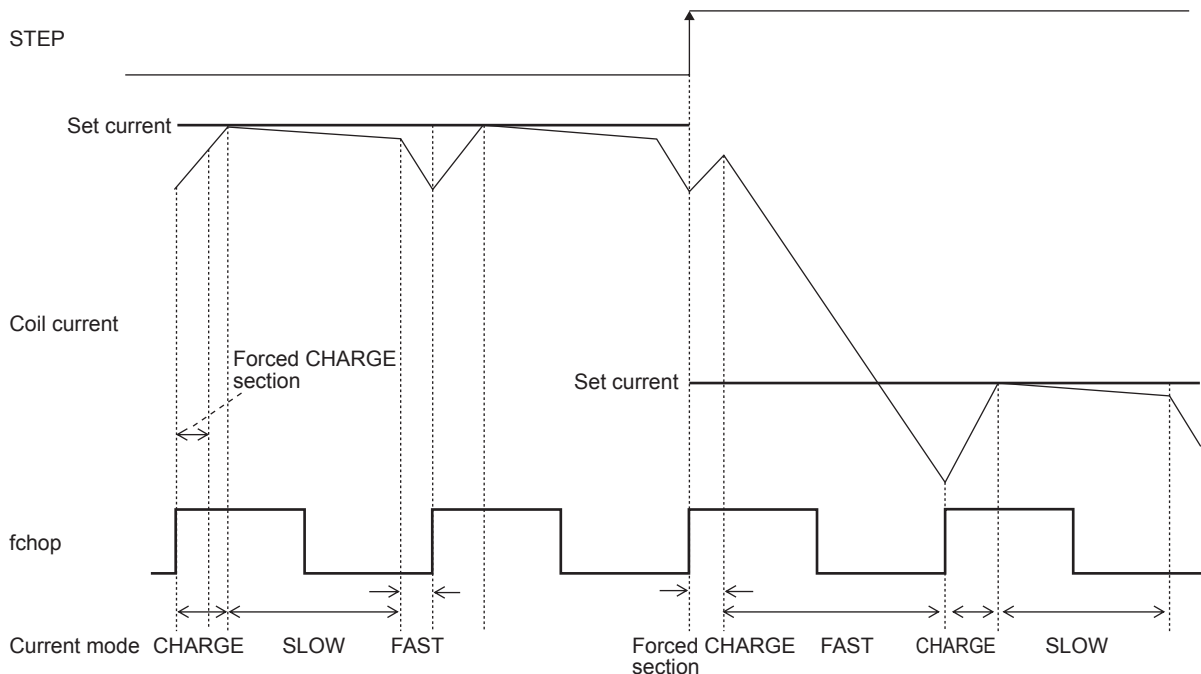 STEP
Set current
Coil current
Forced CHARGE
section
Set current
fchop
Current mode CHARGE SLOW FAST Forced CHARGE FAST CHARGE SLOW
section